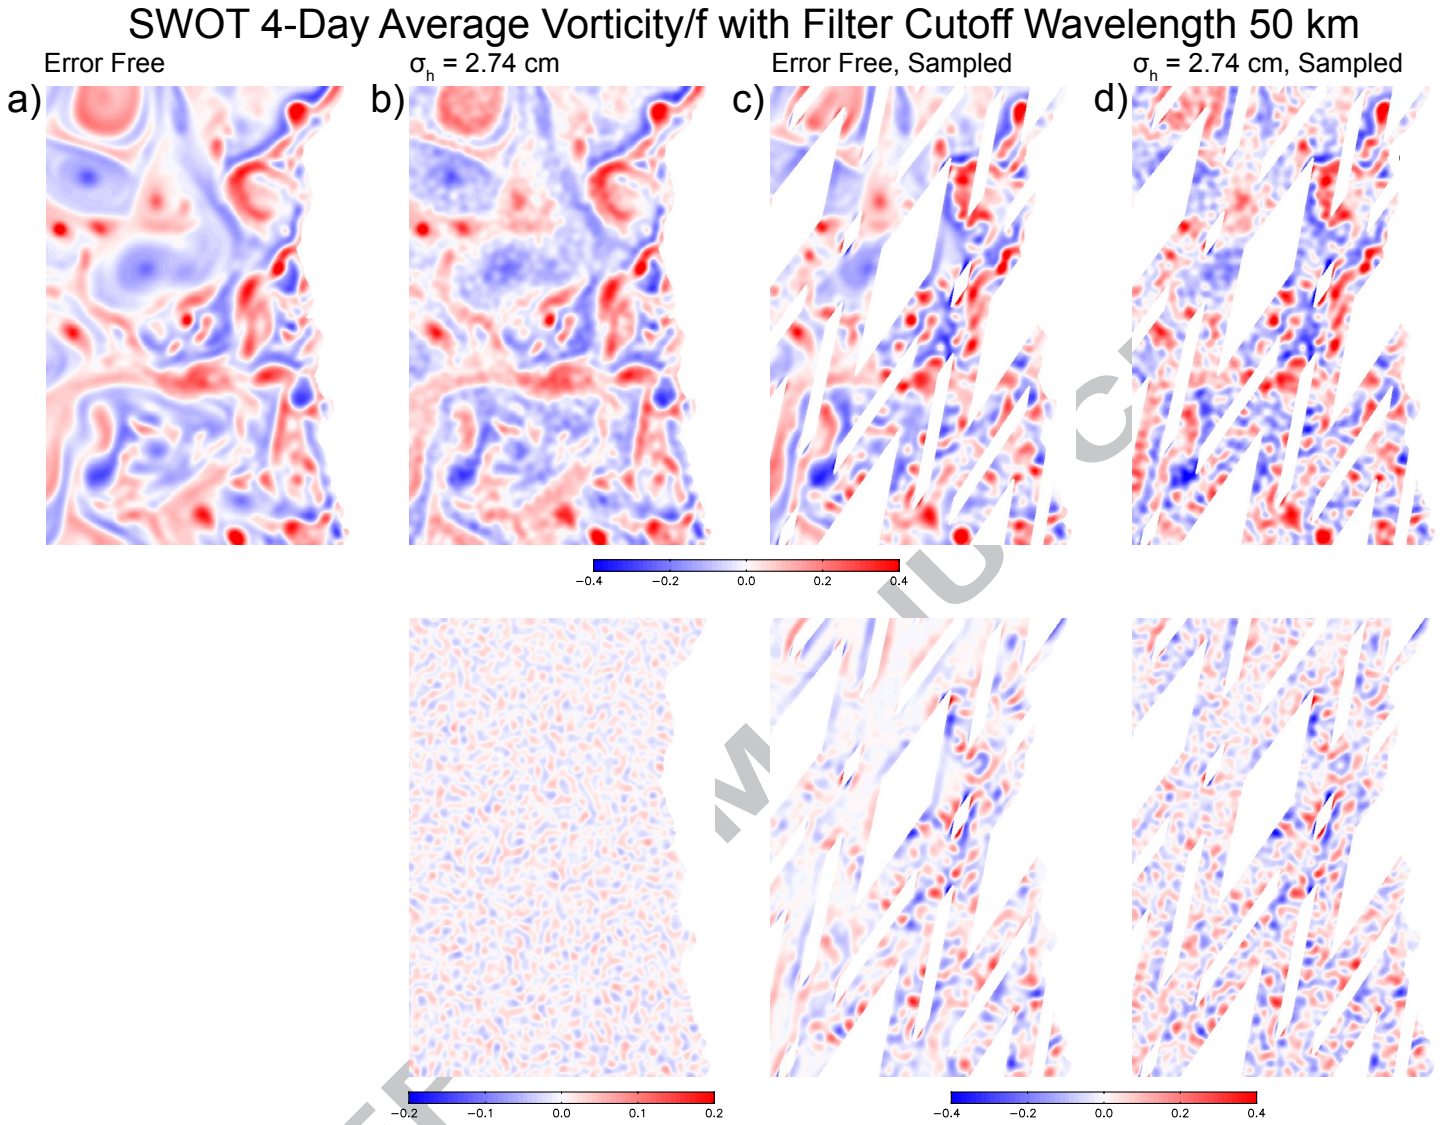 SWOT 4-Day Average Vorticity/f with Filter Cutoff Wavelength 50 km
Error Free
σh = 2.74 cm
Error Free, Sampled
σh = 2.74 cm, Sampled
a)
b)
c)
d)
−0.4 −0.2 0.0 0.2 0.4
−0.2 −0.1 0.0 0.1 0.2
−0.4 −0.2 0.0 0.2 0.4